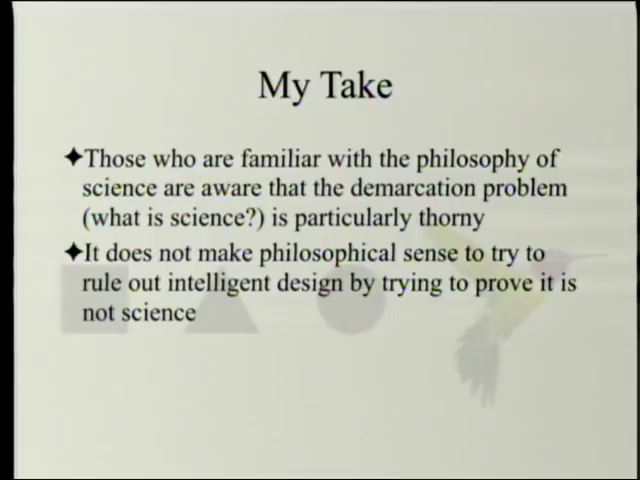 My Take
✦Those who are familiar with the philosophy of
science are aware that the demarcation problem
(what is science?) is particularly thorny
✦It does not make philosophical sense to try to
rule out intelligent design by trying to prove it is
not science